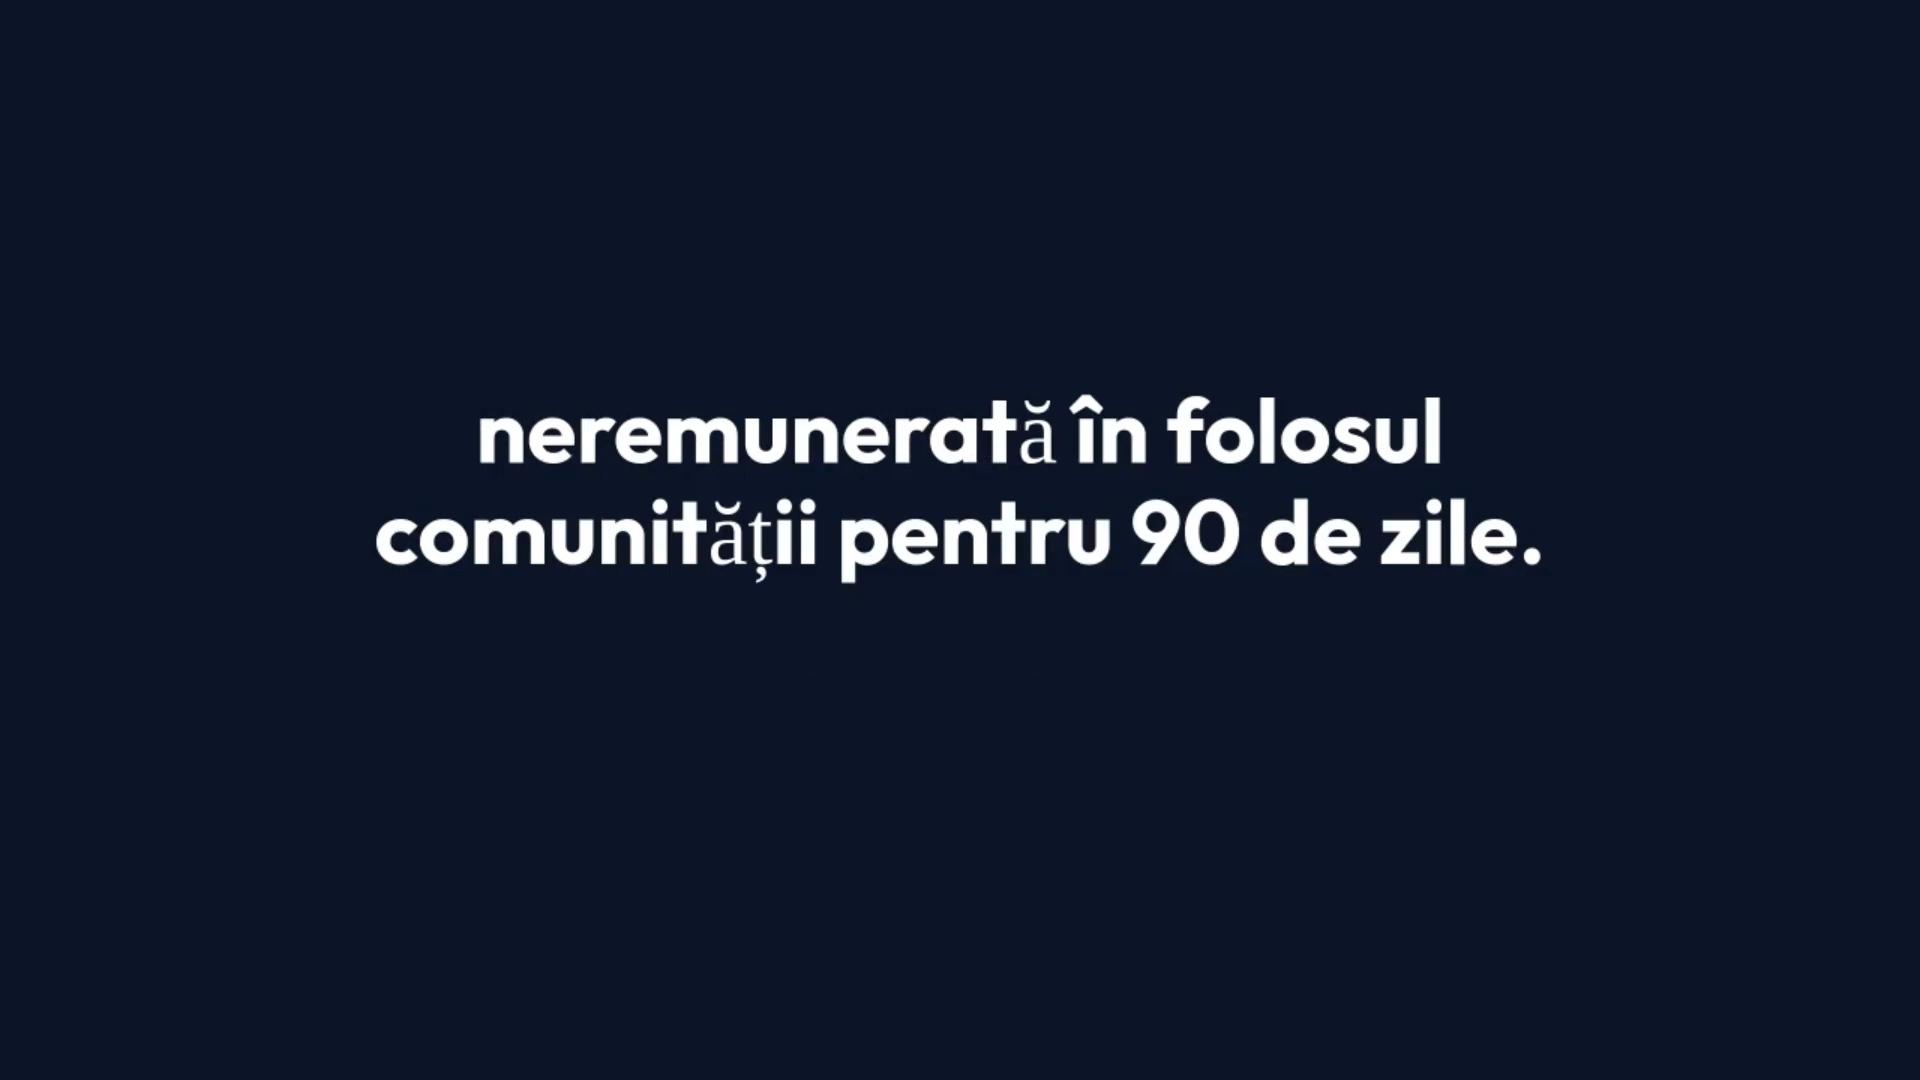 neremunerată în folosul
comunității pentru 90 de zile.